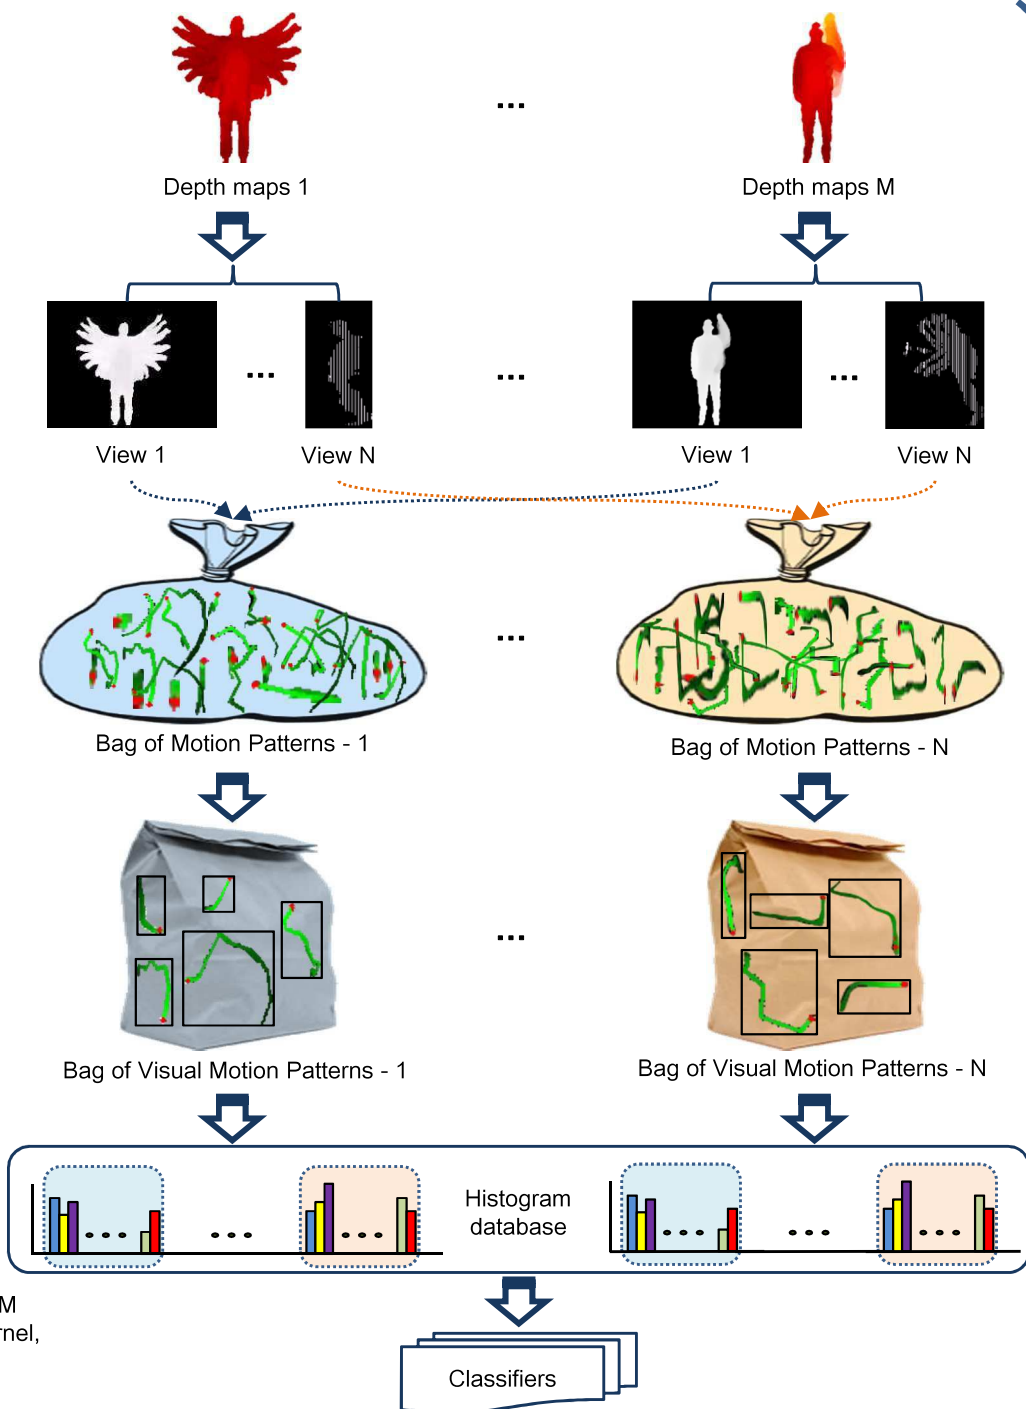 Depth maps 1
Depth maps M
View 1
View N
View 1
View N
Bag of Motion Patterns - 1
Bag of Motion Patterns - N
Bag of Visual Motion Patterns - 1
Bag of Visual Motion Patterns - N
Histogram
database
M
rnel,
Classifiers